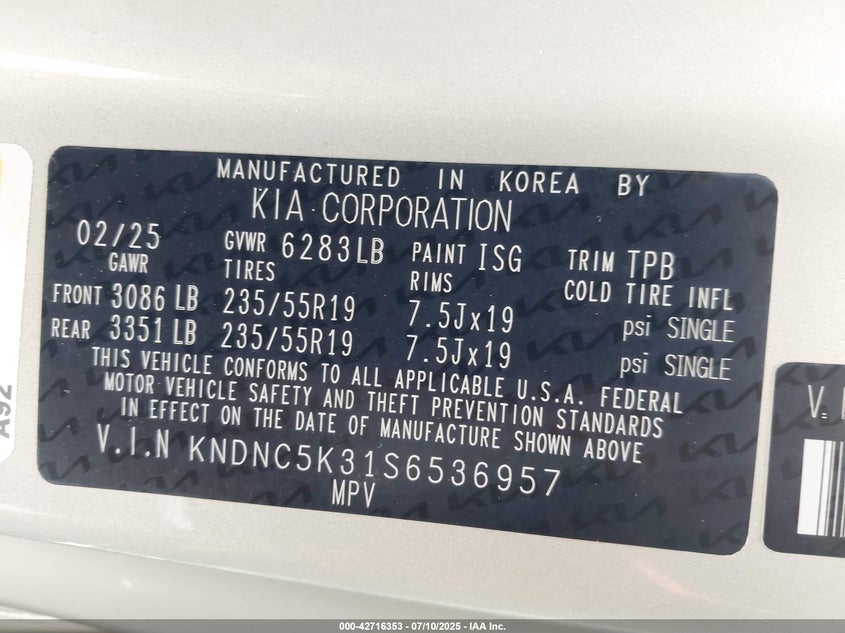 MANUFACTURED IN KOREA BY
KIA CORPORATION
02/25 GVWR 6283LB PAINT ISG TRIM TPB
GAWR TIRES RIMS COLD TIRE INFL
FRONT 3086 LB 235/55R19 7.5Jx19 psi SINGLE
REAR 3351 LB 235/55R19 7.5Jx19 psi SINGLE
THIS VEHICLE CONFORMS TO ALL APPLICABLE U.S.A. FEDERAL
MOTOR VEHICLE SAFETY AND THEFT PREVENTION STANDARDS
IN EFFECT ON THE DATE OF MANUFACTURE SHOWN ABOVE
V.I.N KNDNC5K31S6536957
MPV
A92
000-42716353 / 07/10/2025 - IAA Inc.